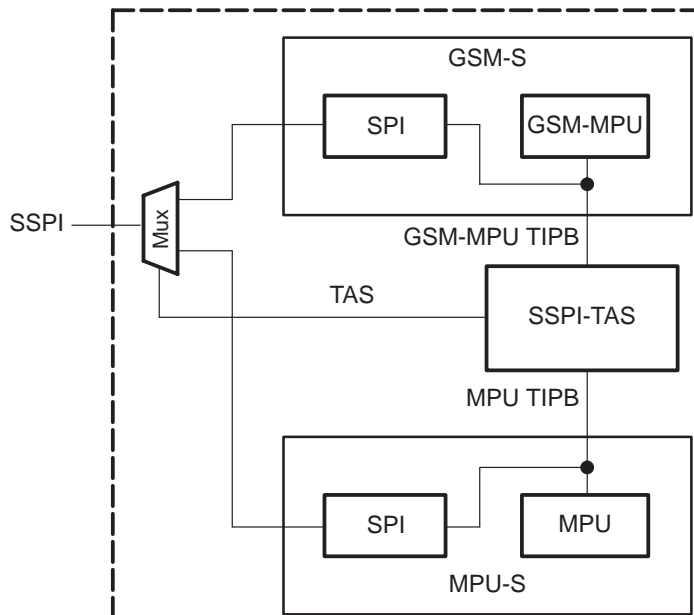 GSM-S
SPI
GSM-MPU
SSPI
Mux
GSM-MPU TIPB
TAS
SSPI-TAS
MPU TIPB
SPI
MPU
MPU-S